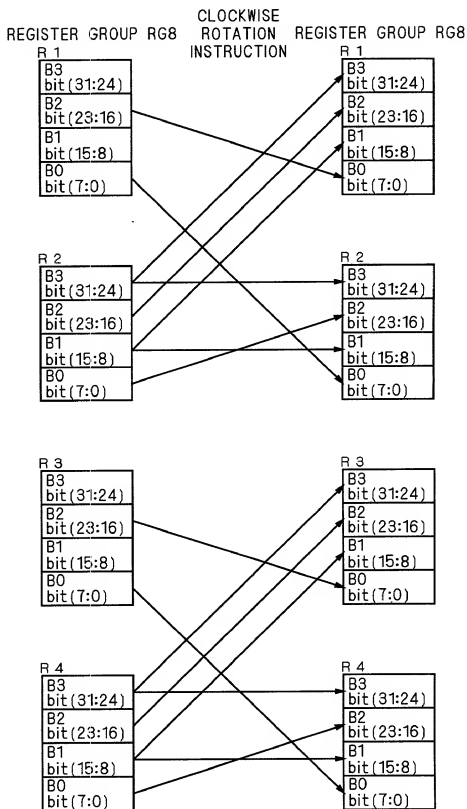 CLOCKWISE
REGISTER GROUP RG8 ROTATION REGISTER GROUP RG8
INSTRUCTION
R 1
B3
bit(31:24)
B2
bit(23:16)
B1
bit(15:8)
B0
bit(7:0)
R 1
B3
bit(31:24)
B2
bit(23:16)
B1
bit(15:8)
B0
bit(7:0)
R 2
B3
bit(31:24)
B2
bit(23:16)
B1
bit(15:8)
B0
bit(7:0)
R 2
B3
bit(31:24)
B2
bit(23:16)
B1
bit(15:8)
B0
bit(7:0)
R 3
B3
bit(31:24)
B2
bit(23:16)
B1
bit(15:8)
B0
bit(7:0)
R 3
B3
bit(31:24)
B2
bit(23:16)
B1
bit(15:8)
B0
bit(7:0)
R 4
B3
bit(31:24)
B2
bit(23:16)
B1
bit(15:8)
B0
bit(7:0)
R 4
B3
bit(31:24)
B2
bit(23:16)
B1
bit(15:8)
B0
bit(7:0)